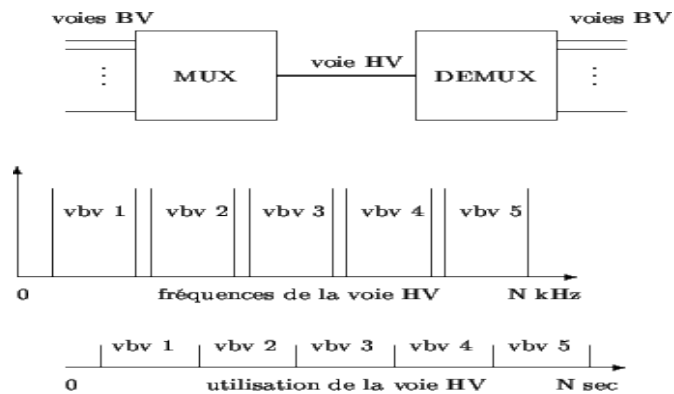 voies BV voies BV
voie HV
MUX DEMUX
vbv 1 vbv 2 vbv 3 vbv 4 vbv 5
0 fréquences de la voie HV N kHz
vbv 1 vbv 2 vbv 3 vbv 4 vbv 5
0 utilisation de la voie HV N sec